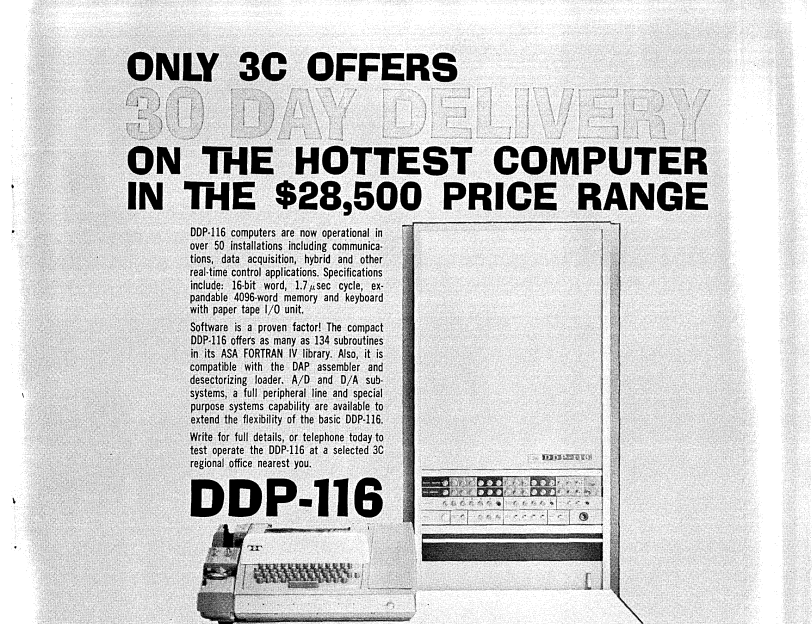 ONLY 3C OFFERS
30 DAY DELIVERY
ON THE HOTTEST COMPUTER
IN THE $28,500 PRICE RANGE
DDP-116 computers are now operational in
over 50 installations including communica-
tions, data acquisition, hybrid and other
real-time control applications. Specifications
include: 16-bit word, 1.7 μsec cycle, ex-
pandable 4096-word memory and keyboard
with paper tape I/O unit.
Software is a proven factor! The compact
DDP-116 offers as many as 134 subroutines
in its ASA FORTRAN IV library. Also, it is
compatible with the DAP assembler and
desectorizing loader. A/D and D/A sub-
systems, a full peripheral line and special
purpose systems capability are available to
extend the flexibility of the basic DDP-116.
Write for full details, or telephone today to
test operate the DDP-116 at a selected 3C
regional office nearest you.
DDP-116
DDP-116